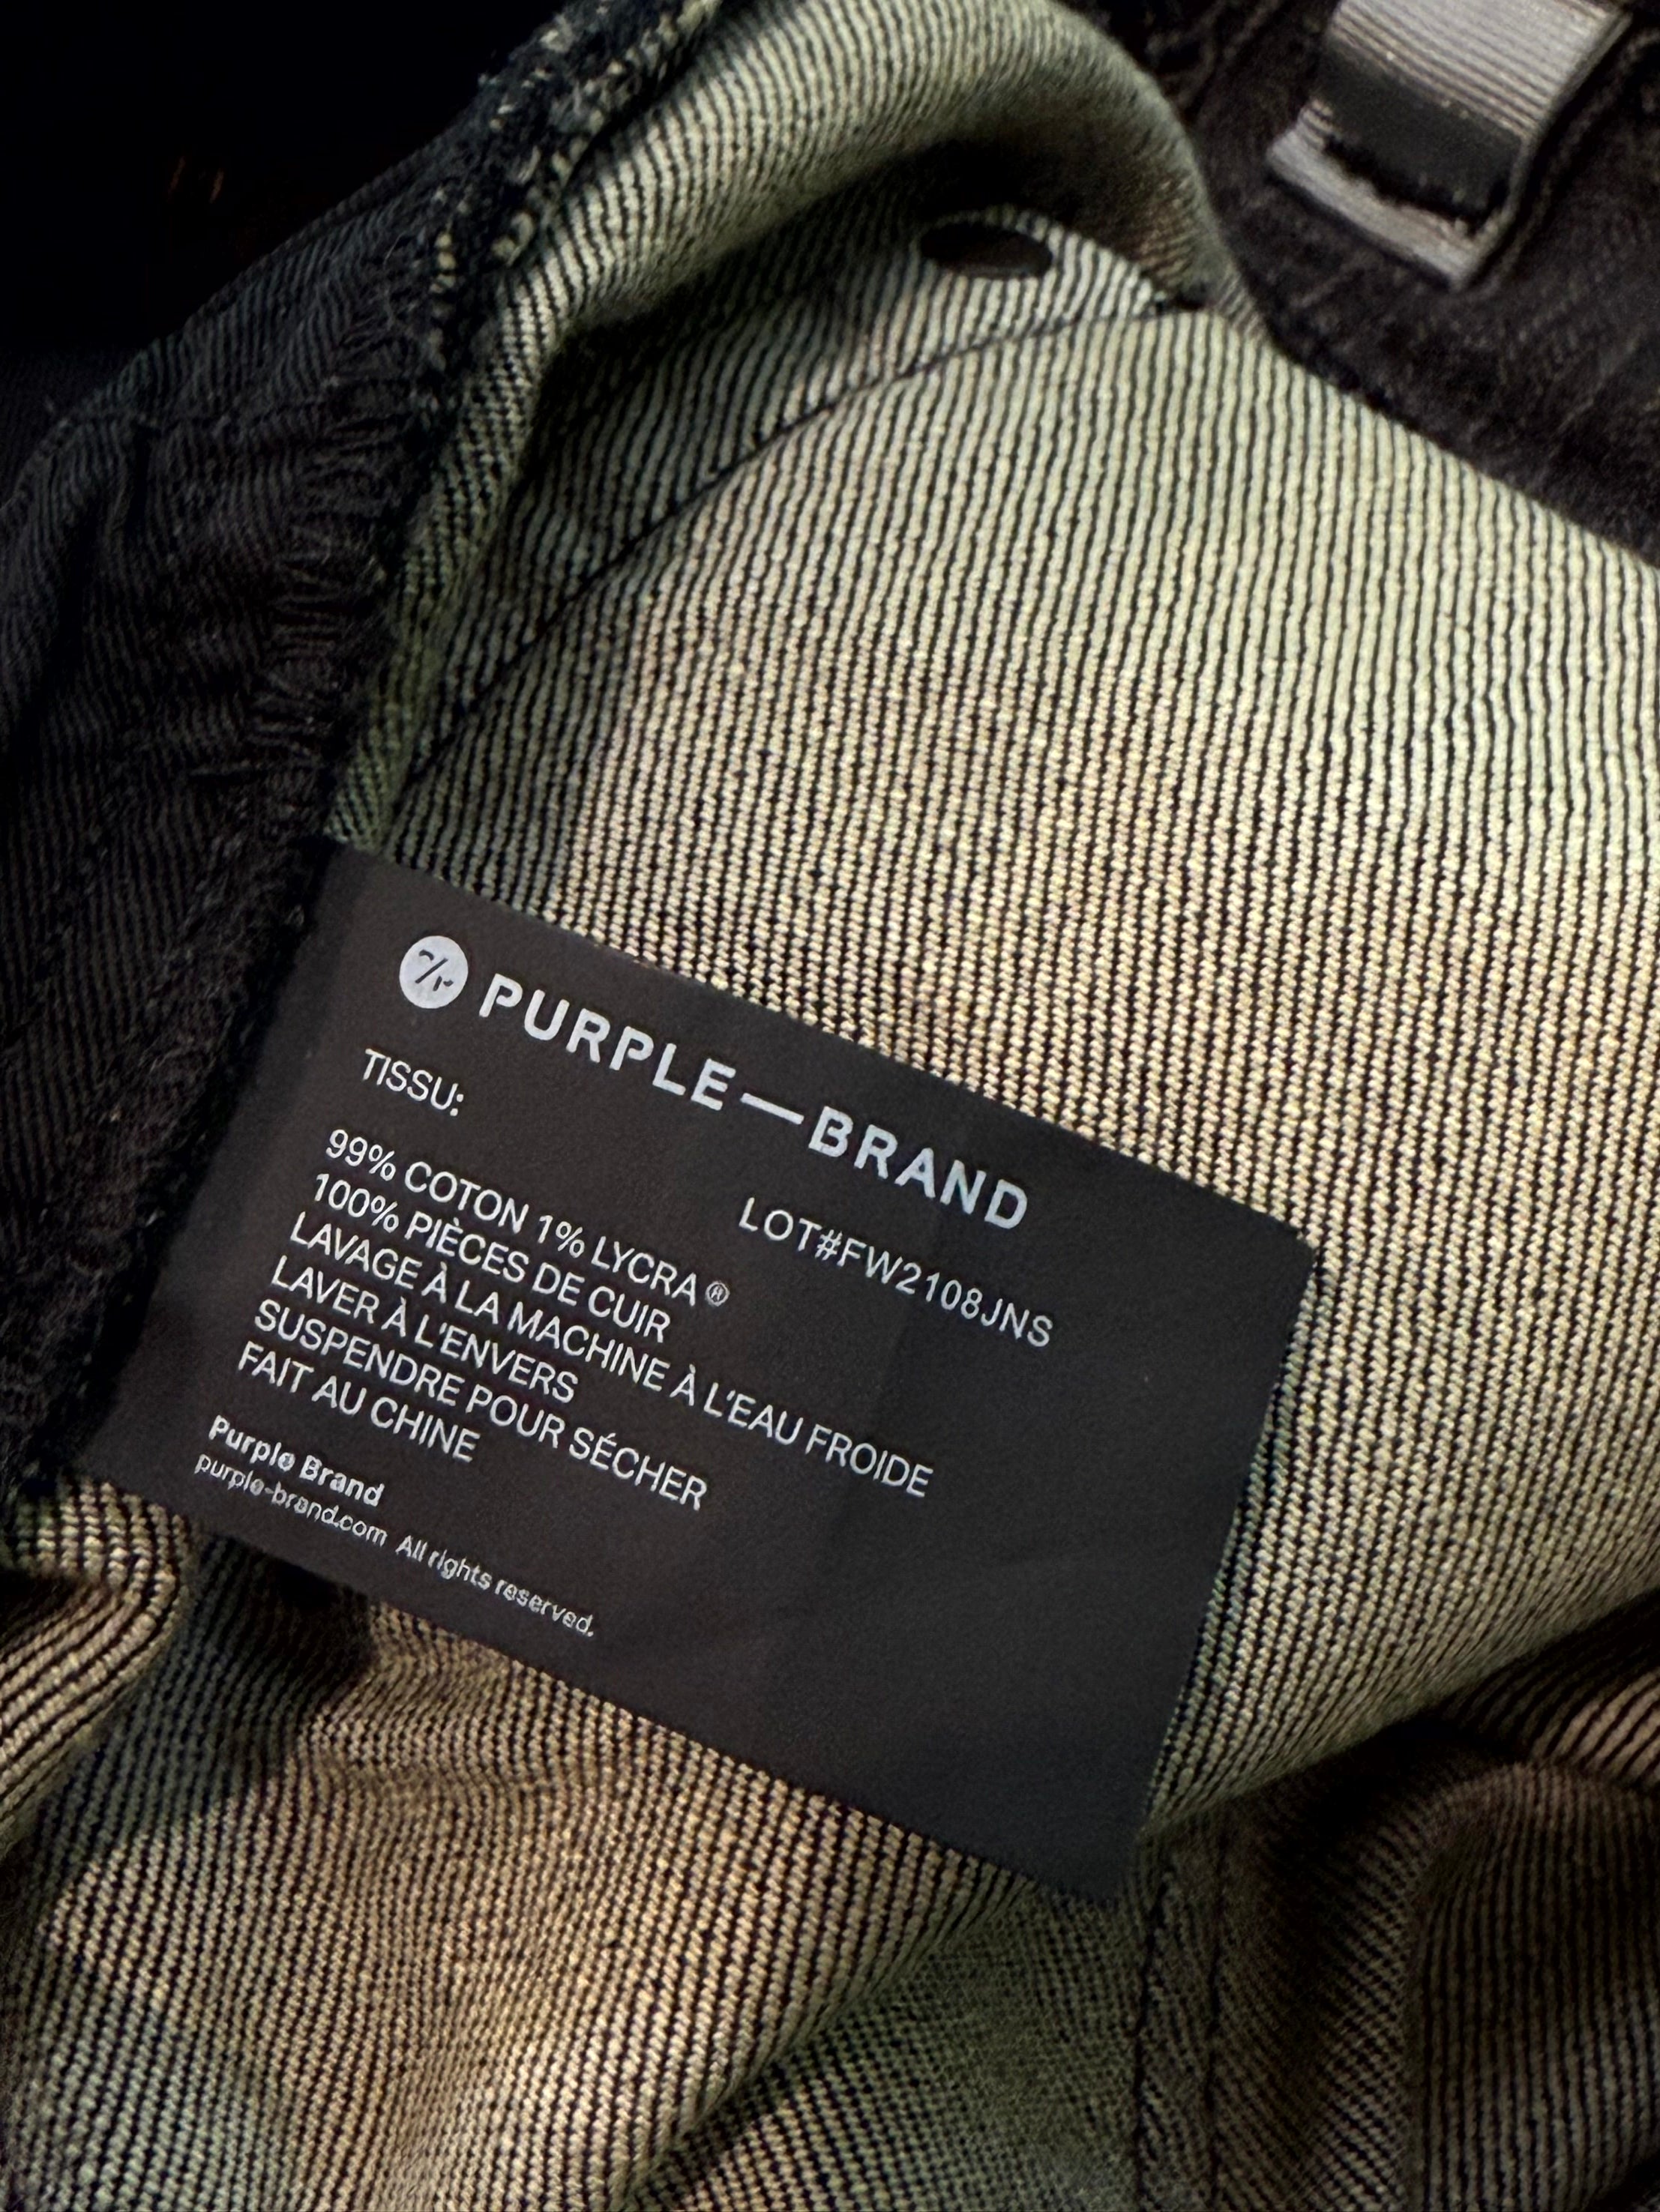 PURPLE—BRAND
TISSU:
LOT#FW2108JNS
99% COTON 1% LYCRA ®
100% PIÈCES DE CUIR
LAVAGE À LA MACHINE À L'EAU FROIDE
LAVER À L'ENVERS
SUSPENDRE POUR SÉCHER
FAIT AU CHINE
Purple Brand
purple-brand.com All rights reserved.